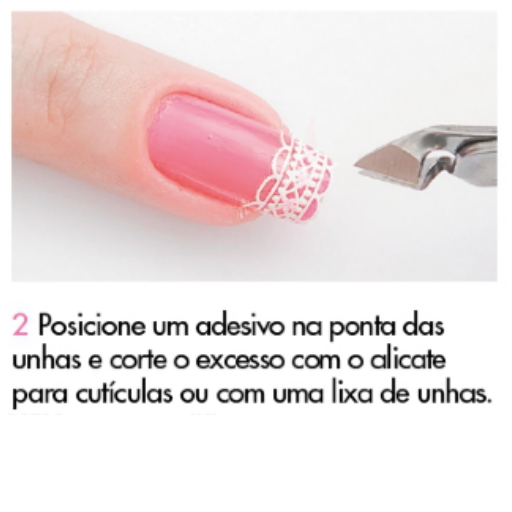 2 Posicione um adesivo na ponta das
unhas e corte o excesso com o alicate
para cutículas ou com uma lixa de unhas.